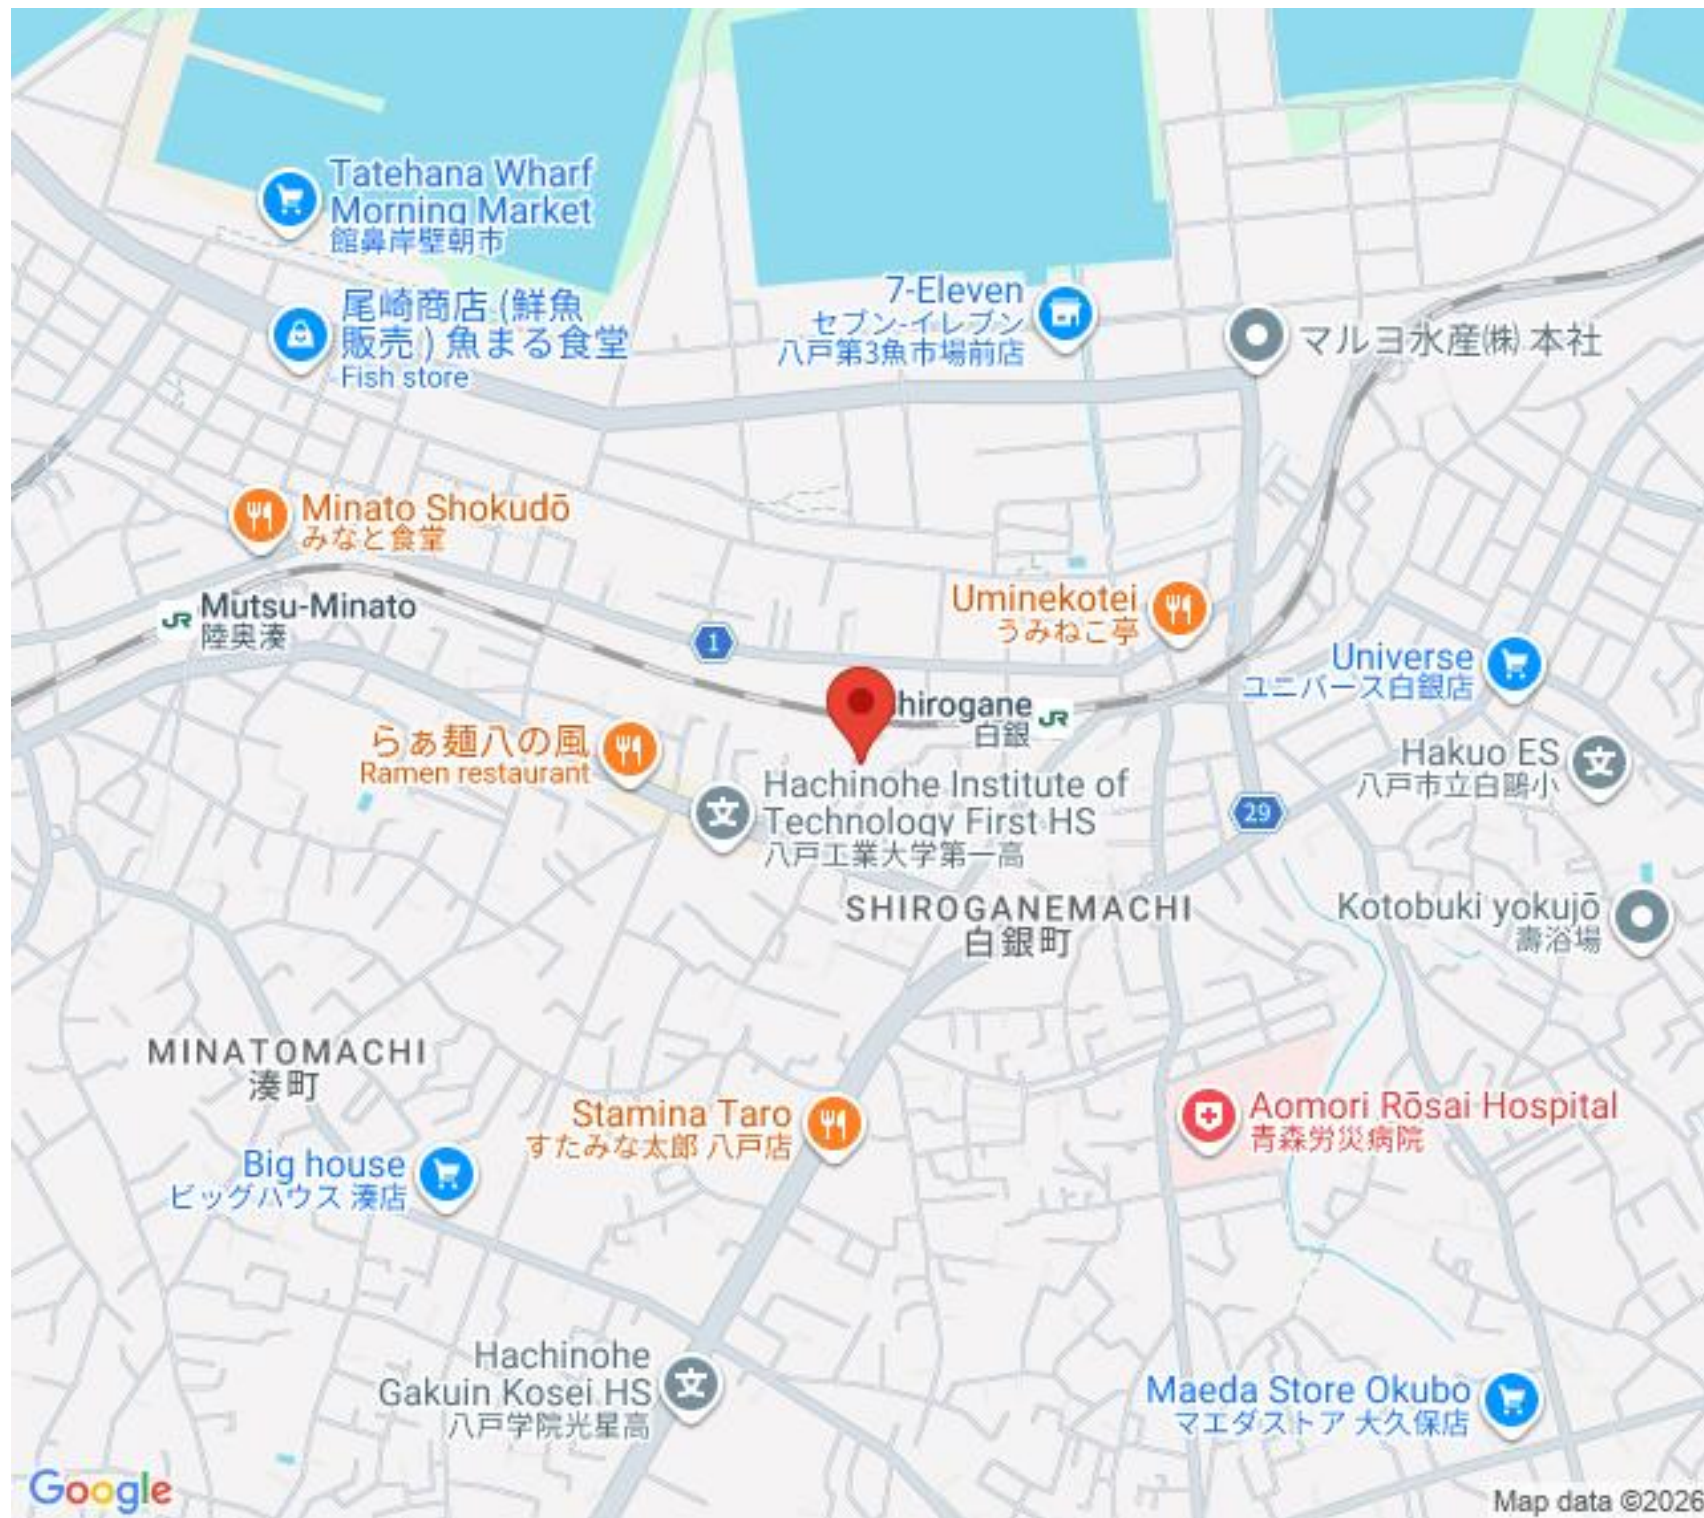 Tatehana Wharf
Morning Market
館鼻岸壁朝市
尾崎商店 (鮮魚
販売 ) 魚まる食堂
Fish store
7-Eleven
セブン-イレブン
八戸第3魚市場前店
マルヨ水産㈱ 本社
Minato Shokudō
みなと食堂
Mutsu-Minato
陸奥湊
JR
1
Uminekotei
うみねこ亭
Universe
ユニバース白銀店
hirogane
白銀
JR
らぁ麺八の風
Ramen restaurant
Hakuo ES
八戸市立白鷗小
Hachinohe Institute of
Technology First HS
八戸工業大学第一高
29
SHIROGANEMACHI
白銀町
Kotobuki yokujō
壽浴場
MINATOMACHI
湊町
Stamina Taro
すたみな太郎 八戸店
Aomori Rōsai Hospital
青森労災病院
Big house
ビッグハウス 湊店
Hachinohe
Gakuin Kosei HS
八戸学院光星高
Maeda Store Okubo
マエダストア 大久保店
Google
Map data ©2026